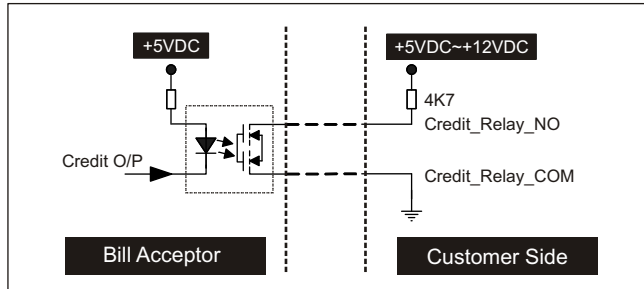 +5VDC
+5VDC~+12VDC
4K7
Credit_Relay_NO
Credit O/P
Credit_Relay_COM
Bill Acceptor
Customer Side